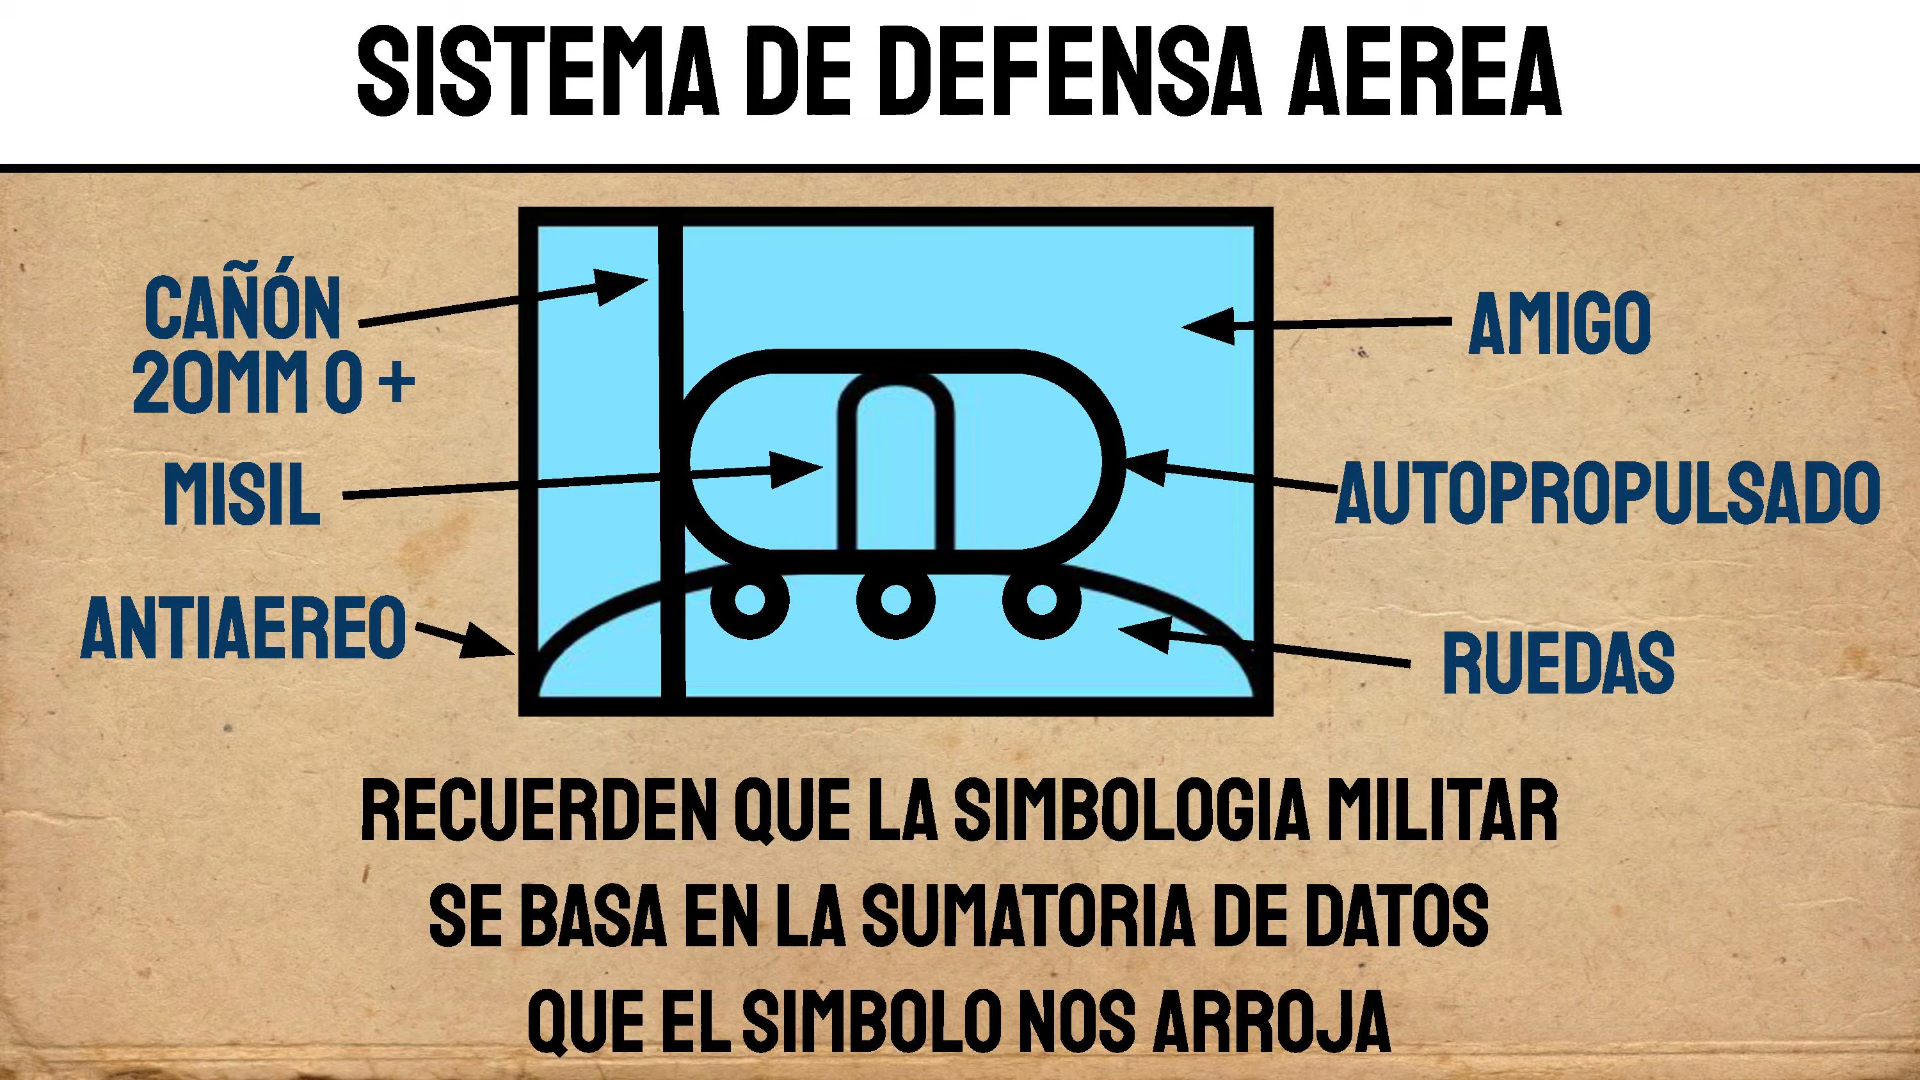 SISTEMA DE DEFENSA AEREA
CAÑÓN
20MM O +
MISIL
ANTIAEREO
AMIGO
AUTOPROPULSADO
RUEDAS
RECUERDEN QUE LA SIMBOLOGIA MILITAR
SE BASA EN LA SUMATORIA DE DATOS
QUE EL SIMBOLO NOS ARROJA